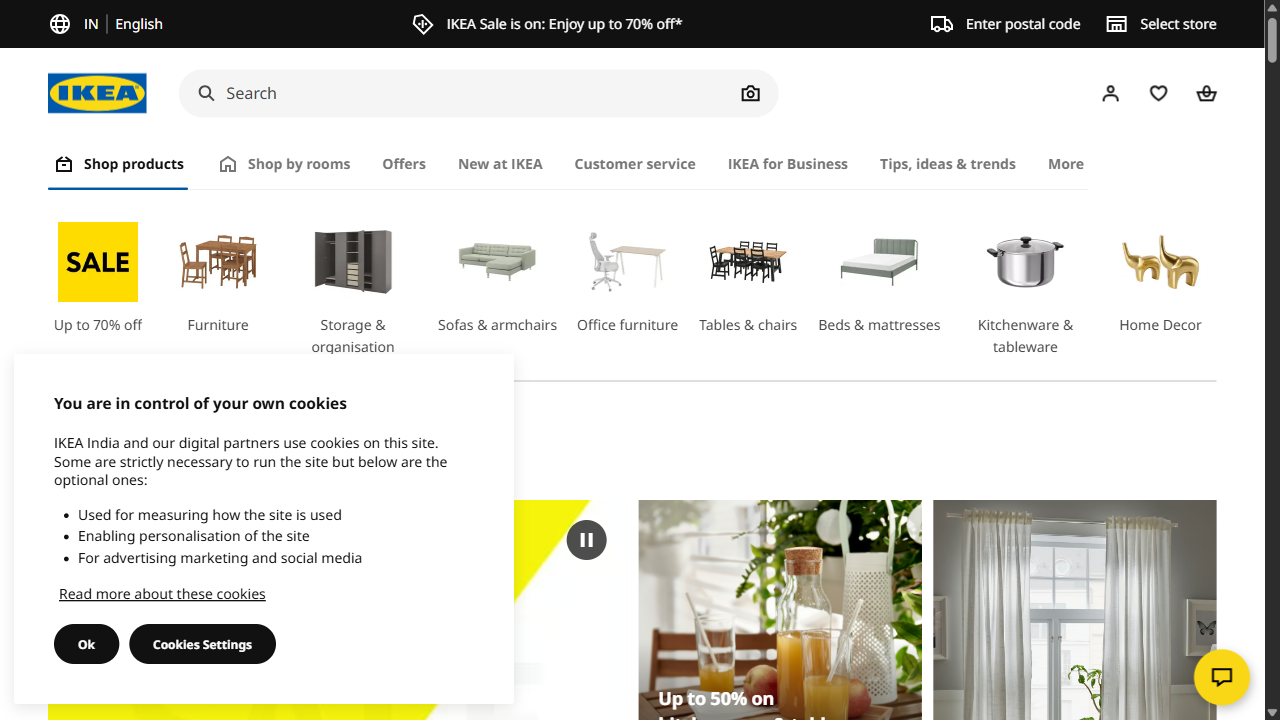 IN | English
IKEA Sale is on: Enjoy up to 70% off*
Enter postal code
Select store
IKEA
Search
Shop products
Shop by rooms
Offers
New at IKEA
Customer service
IKEA for Business
Tips, ideas & trends
More
SALE
Up to 70% off
Furniture
Storage &
organisation
Sofas & armchairs
Office furniture
Tables & chairs
Beds & mattresses
Kitchenware &
tableware
Home Decor
You are in control of your own cookies
IKEA India and our digital partners use cookies on this site.
Some are strictly necessary to run the site but below are the
optional ones:
• Used for measuring how the site is used
• Enabling personalisation of the site
• For advertising marketing and social media
Read more about these cookies
Ok
Cookies Settings
Up to 50% on